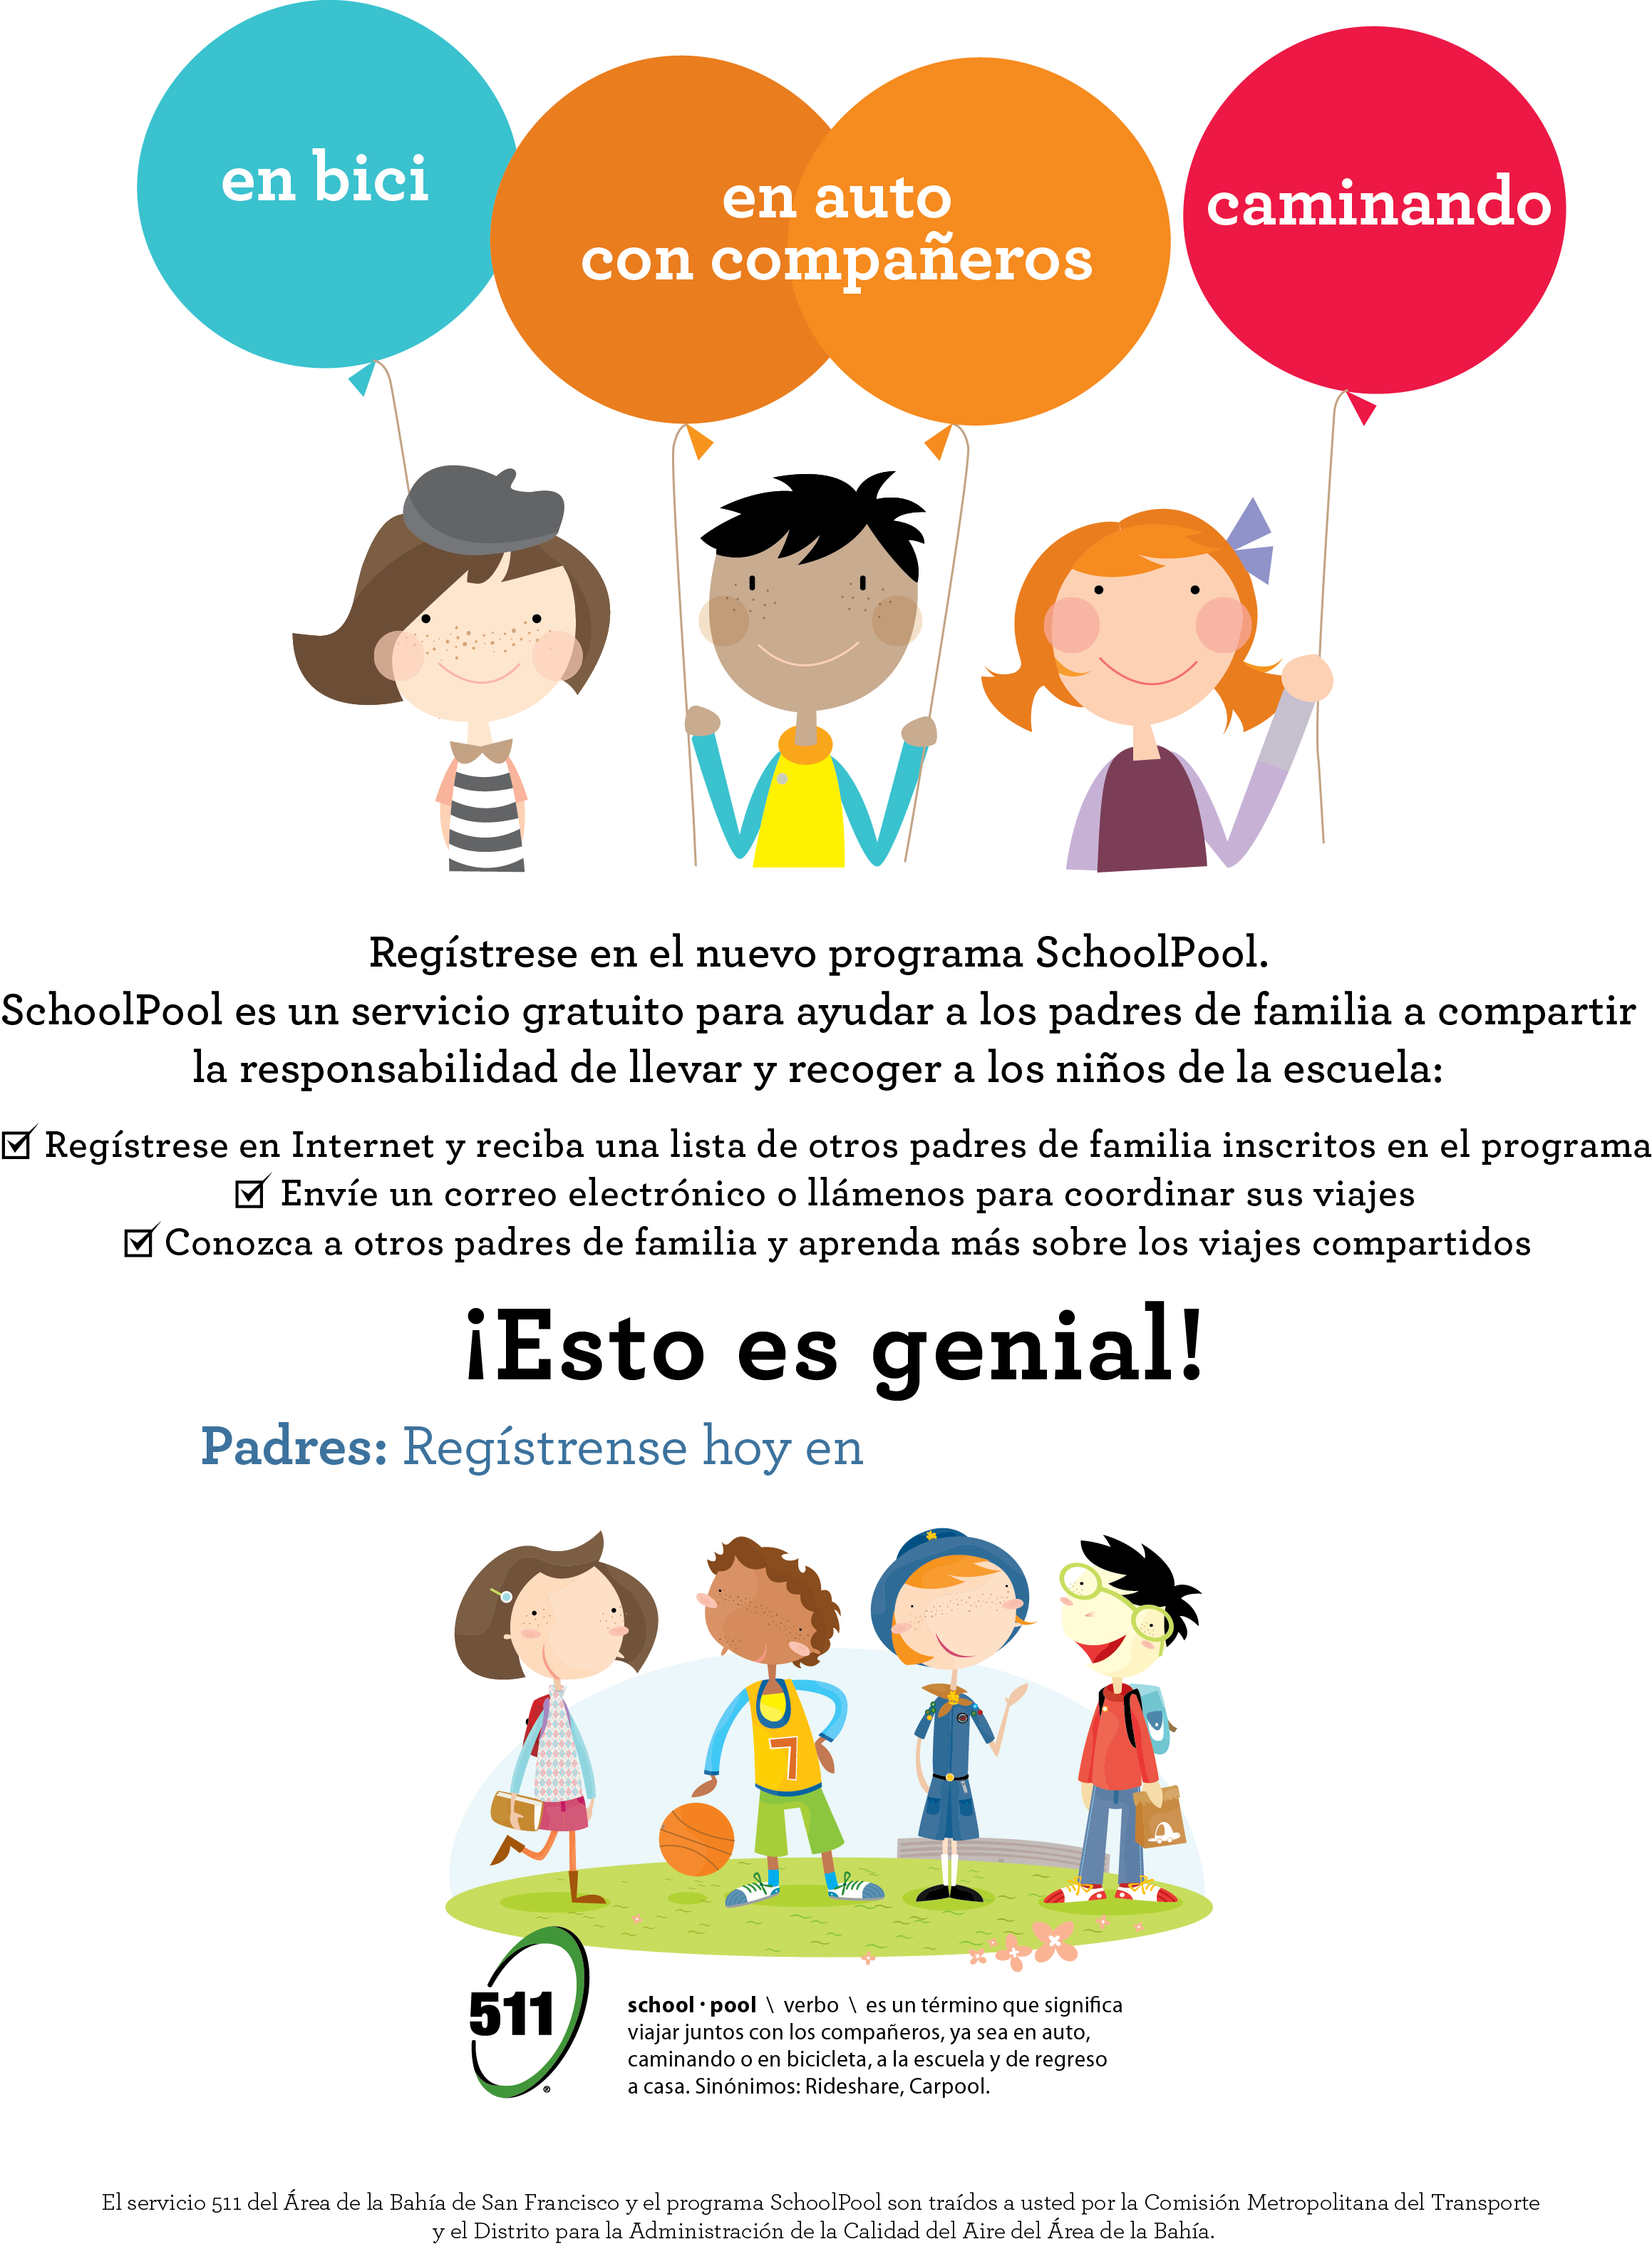 en bici
en auto
con compañeros
caminando
Regístrese en el nuevo programa SchoolPool.
SchoolPool es un servicio gratuito para ayudar a los padres de familia a compartir
la responsabilidad de llevar y recoger a los niños de la escuela:
Regístrese en Internet y reciba una lista de otros padres de familia inscritos en el programa
Envíe un correo electrónico o llámenos para coordinar sus viajes
Conozca a otros padres de familia y aprenda más sobre los viajes compartidos
¡Esto es genial!
Padres: Regístrense hoy en
7
511
®
school · pool \ verbo \ es un término que significa
viajar juntos con los compañeros, ya sea en auto,
caminando o en bicicleta, a la escuela y de regreso
a casa. Sinónimos: Rideshare, Carpool.
El servicio 511 del Área de la Bahía de San Francisco y el programa SchoolPool son traídos a usted por la Comisión Metropolitana del Transporte
y el Distrito para la Administración de la Calidad del Aire del Área de la Bahía.